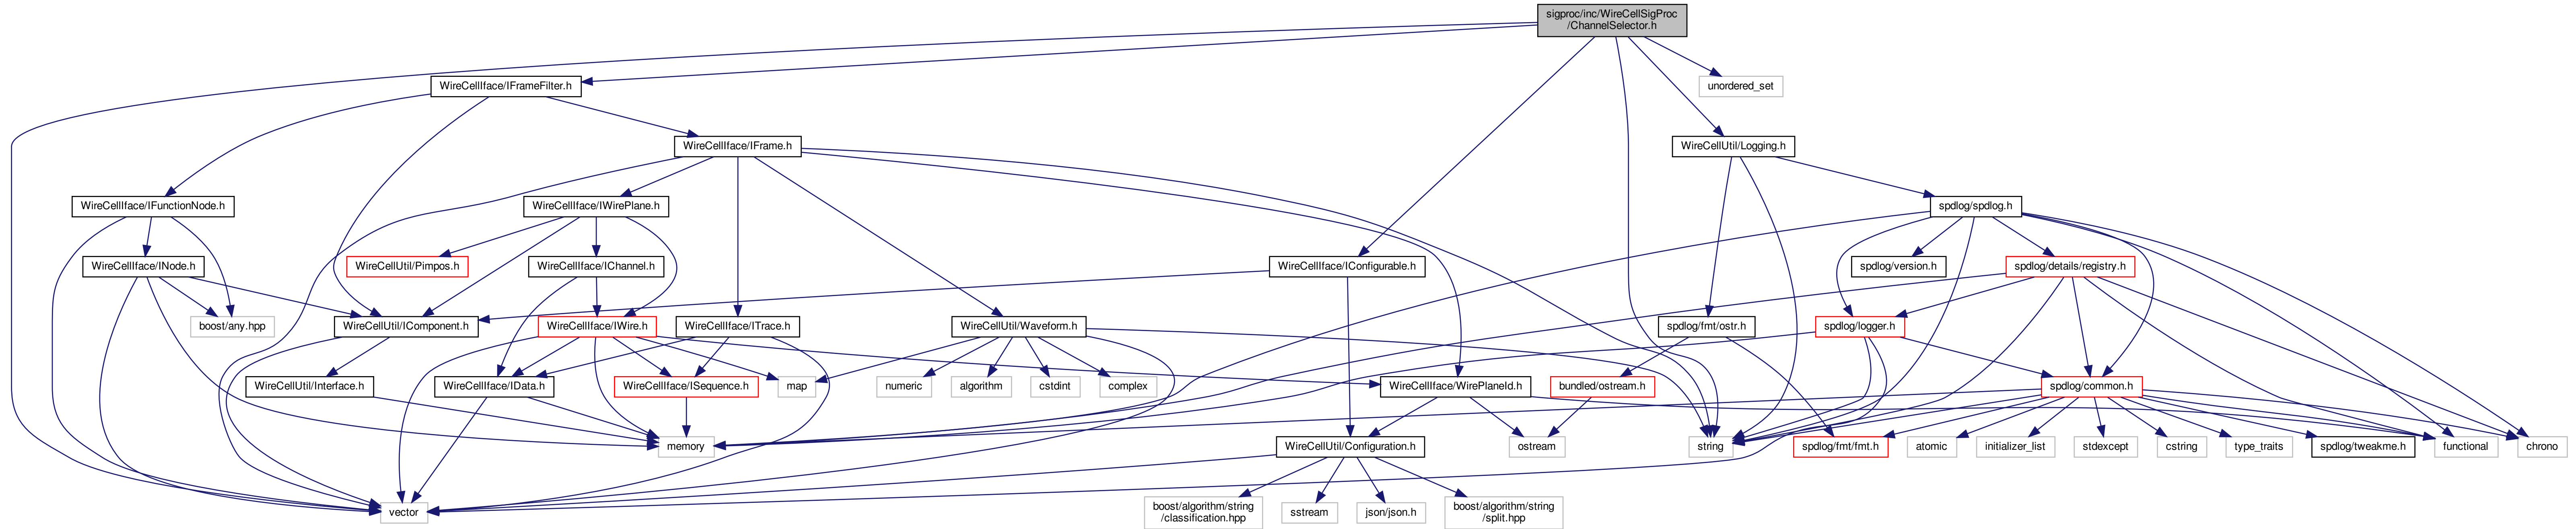 sigproc/inc/WireCellSigProc
/ChannelSelector.h
WireCellIface/IFrameFilter.h
unordered_set
WireCellIface/IFrame.h
WireCellUtil/Logging.h
WireCellIface/IFunctionNode.h
WireCellIface/IWirePlane.h
spdlog/spdlog.h
WireCellIface/INode.h
WireCellUtil/Pimpos.h
WireCellIface/IChannel.h
WireCellIface/IConfigurable.h
spdlog/version.h
spdlog/details/registry.h
boost/any.hpp
WireCellUtil/IComponent.h
WireCellIface/IWire.h
WireCellIface/ITrace.h
WireCellUtil/Waveform.h
spdlog/fmt/ostr.h
spdlog/logger.h
WireCellUtil/Interface.h
WireCellIface/IData.h
WireCellIface/ISequence.h
map
numeric
algorithm
cstdint
complex
WireCellIface/WirePlaneId.h
bundled/ostream.h
spdlog/common.h
memory
WireCellUtil/Configuration.h
ostream
string
spdlog/fmt/fmt.h
atomic
initializer_list
stdexcept
cstring
type_traits
spdlog/tweakme.h
functional
chrono
vector
boost/algorithm/string
/classification.hpp
sstream
json/json.h
boost/algorithm/string
/split.hpp